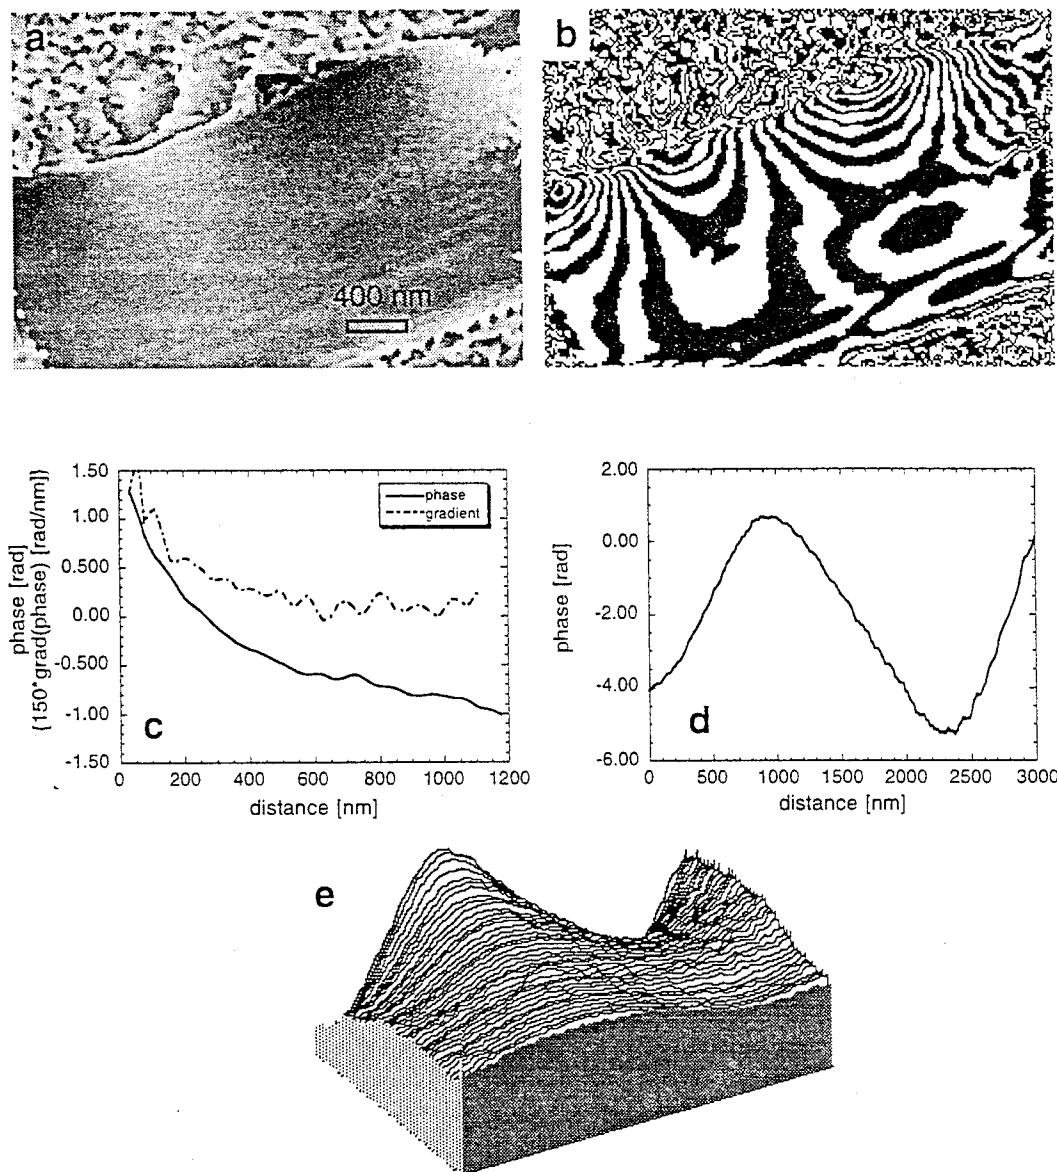 a
400 nm
b
phase [rad]
{150*grad(phase) [rad/nm]}
1.50
1.00
0.500
0.00
-0.500
-1.00
-1.50
phase
gradient
c
0 200 400 600 800 1000 1200
distance [nm]
phase [rad]
2.00
0.00
-2.00
-4.00
-6.00
d
0 500 1000 1500 2000 2500 3000
distance [nm]
e